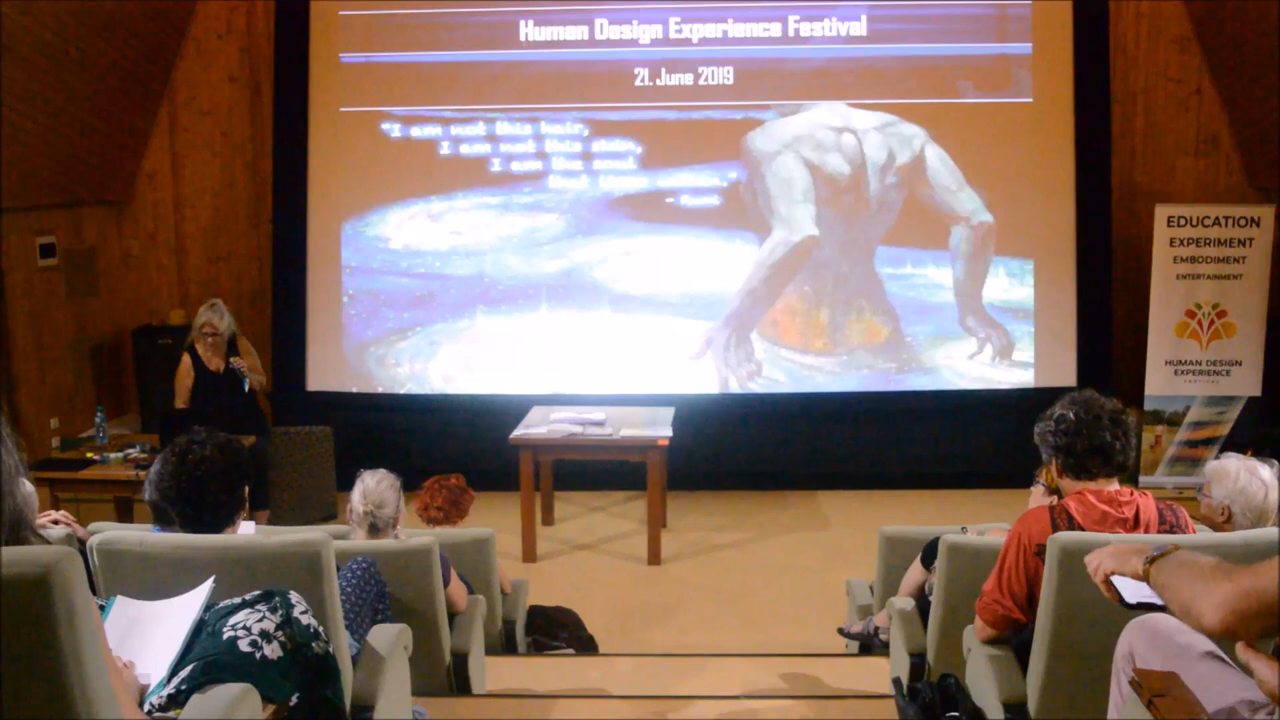 Human Design Experience Festival
21. June 2019
"I am not this hair,
I am not this skin,
I am the soul
EDUCATION
EXPERIMENT
EMBODIMENT
ENTERTAINMENT
HUMAN DESIGN
EXPERIENCE
FESTIVAL